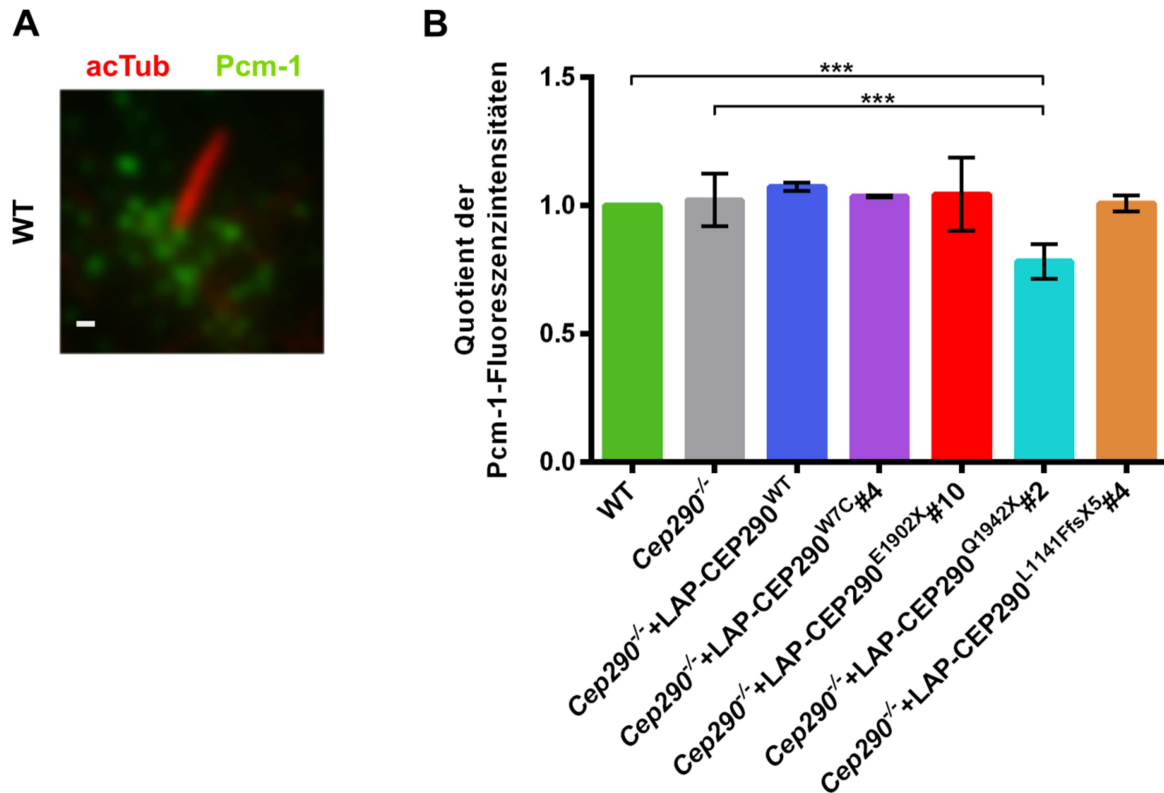 A
acTub Pcm-1
WT
B
Quotient der
Pcm-1-Fluoreszenzintensitäten
1.5
1.0
0.5
0.0
***
***
WT
Cep290-/-
Cep290-/-+LAP-CEP290WT
Cep290-/-+LAP-CEP290W7C#4
Cep290-/-+LAP-CEP290E1902X#10
Cep290-/-+LAP-CEP290Q1942X#2
Cep290-/-+LAP-CEP290L1141FfsX5#4